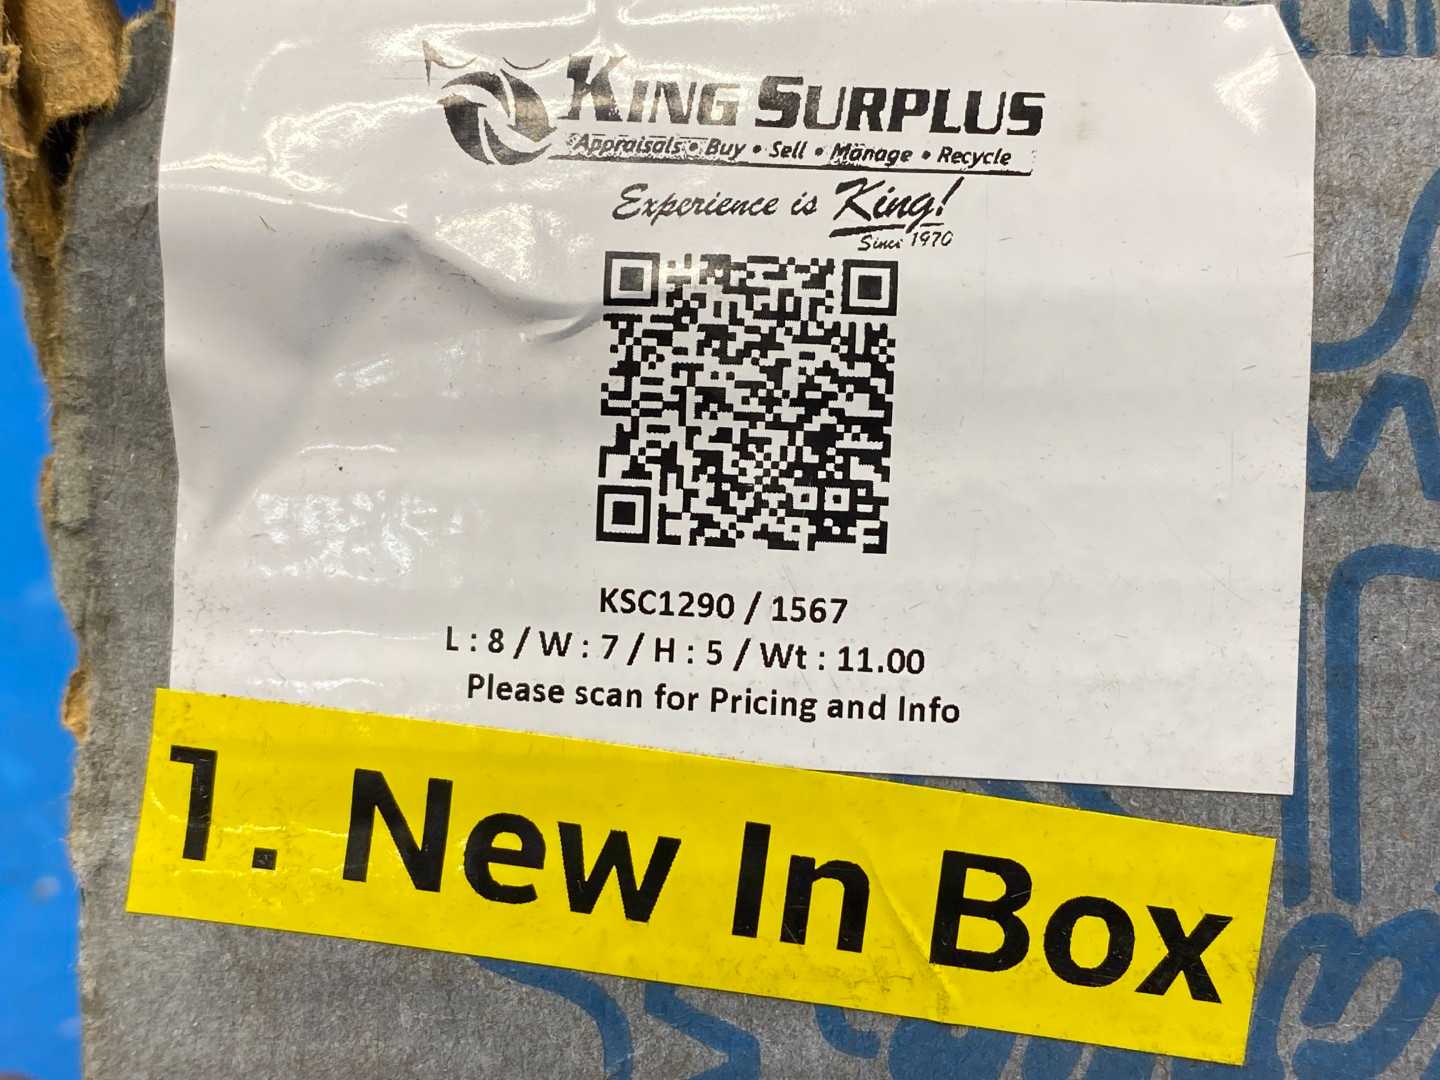 KING SURPLUS
Appraisals • Buy • Sell • Manage • Recycle
Experience is King!
Since 1970
KSC1290 / 1567
L : 8 / W : 7 / H : 5 / Wt : 11.00
Please scan for Pricing and Info
1. New In Box